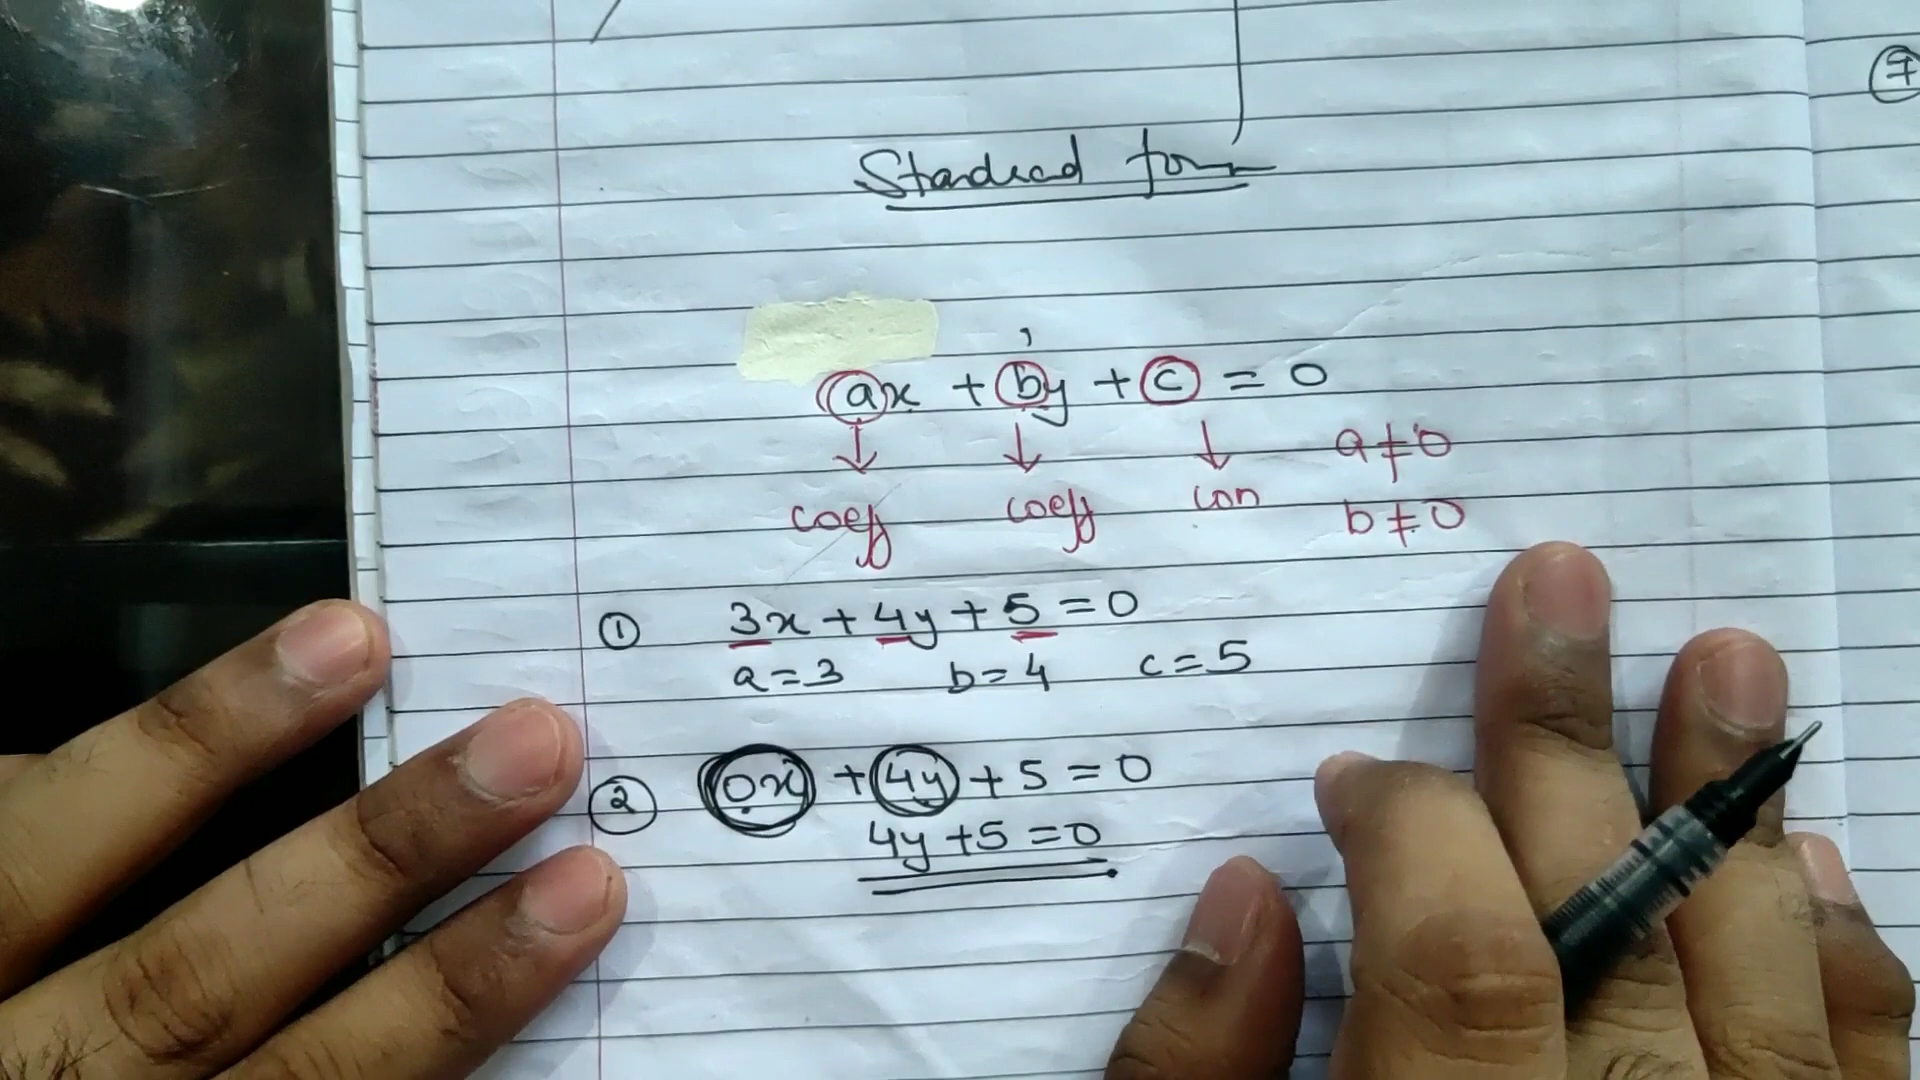 7
Standard form
ax + by + c = 0
a ≠ 0
coeff coeff con b ≠ 0
① 3x + 4y + 5 = 0
a = 3 b = 4 c = 5
② 0x + 4y + 5 = 0
4y + 5 = 0